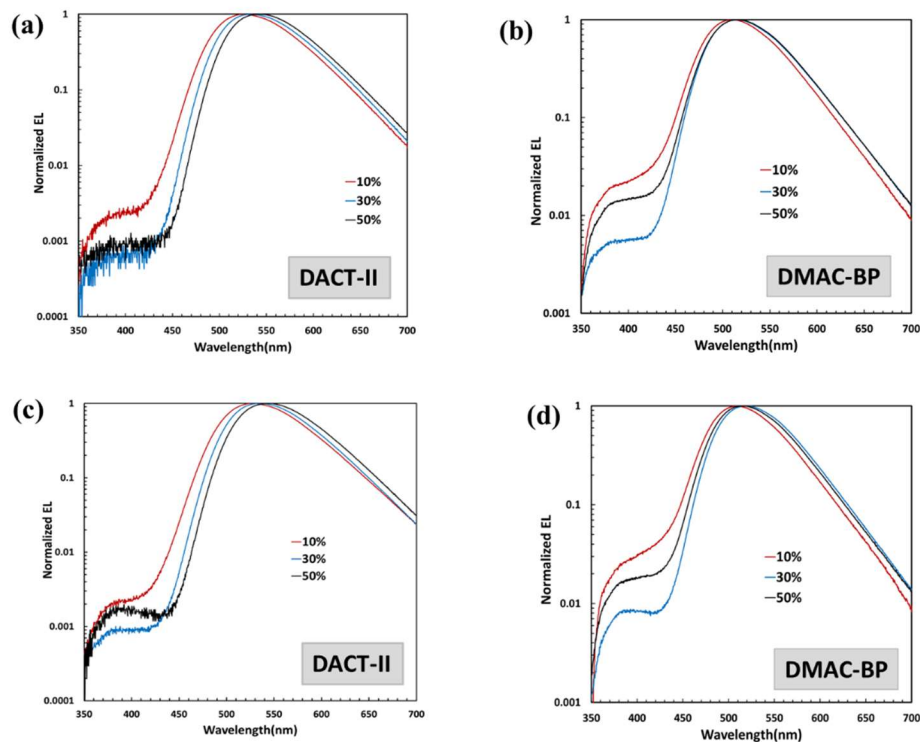 (a)
Normalized EL
1
0.1
0.01
0.001
0.0001
10%
30%
50%
DACT-II
350 400 450 500 550 600 650 700
Wavelength(nm)
(b)
Normalized EL
1
0.1
0.01
0.001
10%
30%
50%
DMAC-BP
350 400 450 500 550 600 650 700
Wavelength(nm)
(c)
Normalized EL
1
0.1
0.01
0.001
0.0001
10%
30%
50%
DACT-II
350 400 450 500 550 600 650 700
Wavelength(nm)
(d)
Normalized EL
1
0.1
0.01
0.001
10%
30%
50%
DMAC-BP
350 400 450 500 550 600 650 700
Wavelength(nm)